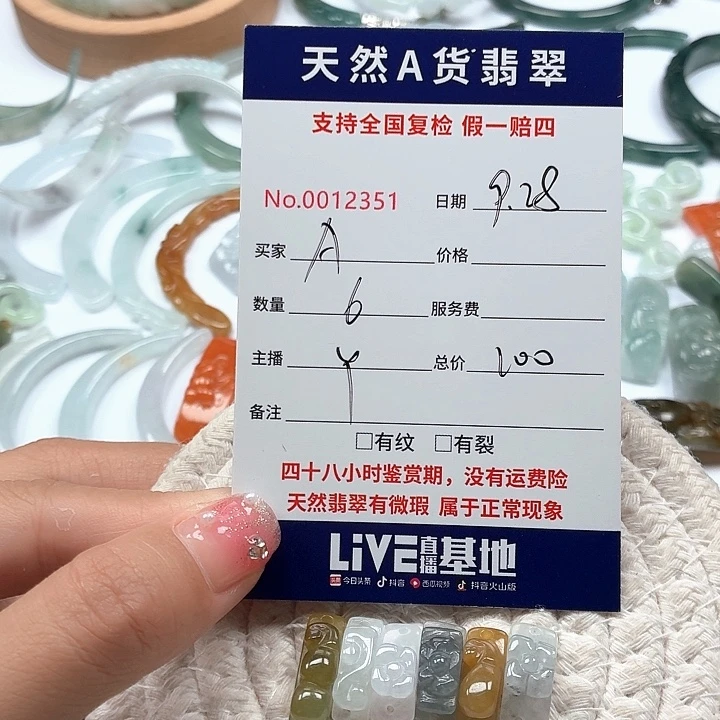 天然A货翡翠
支持全国复检 假一赔四
No.0012351 日期 9.28
买家 A 价格
数量 6 服务费
主播 Y 总价 100
备注
□有纹 □有裂
四十八小时鉴赏期，没有运费险
天然翡翠有微瑕 属于正常现象
LiVE直播基地
头条 今日头条 抖音 西瓜视频 抖音火山版